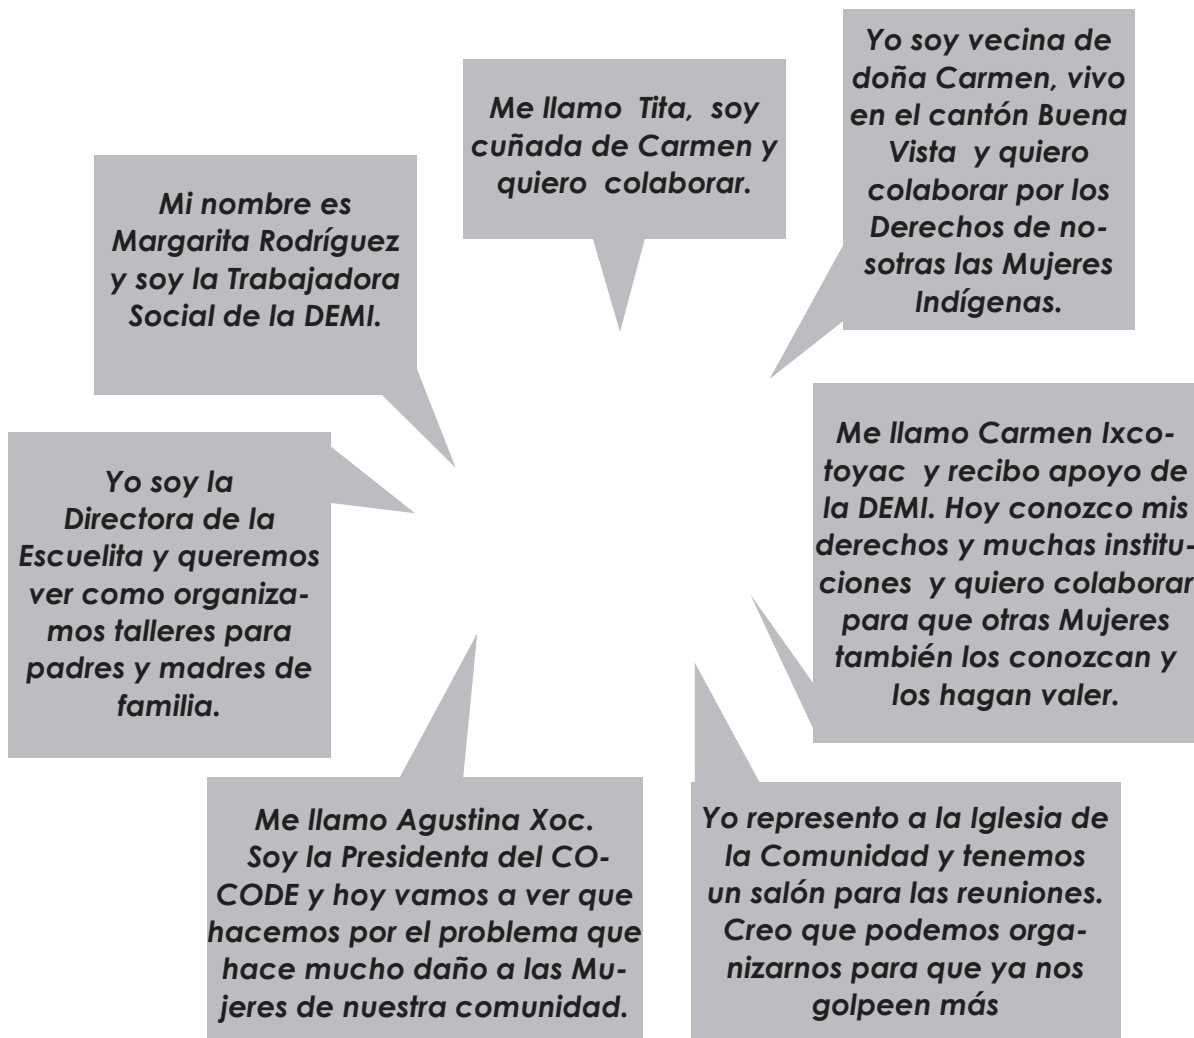 Me llamo Tita, soy
cuñada de Carmen y
quiero colaborar.
Yo soy vecina de
doña Carmen, vivo
en el cantón Buena
Vista y quiero
colaborar por los
Derechos de no-
sotras las Mujeres
Indígenas.
Mi nombre es
Margarita Rodríguez
y soy la Trabajadora
Social de la DEMI.
Me llamo Carmen Ixco-
toyac y recibo apoyo de
la DEMI. Hoy conozco mis
derechos y muchas institu-
ciones y quiero colaborar
para que otras Mujeres
también los conozcan y
los hagan valer.
Yo soy la
Directora de la
Escuelita y queremos
ver como organiza-
mos talleres para
padres y madres de
familia.
Me llamo Agustina Xoc.
Soy la Presidenta del CO-
CODE y hoy vamos a ver que
hacemos por el problema que
hace mucho daño a las Mu-
jeres de nuestra comunidad.
Yo represento a la Iglesia de
la Comunidad y tenemos
un salón para las reuniones.
Creo que podemos orga-
nizarnos para que ya nos
golpeen más